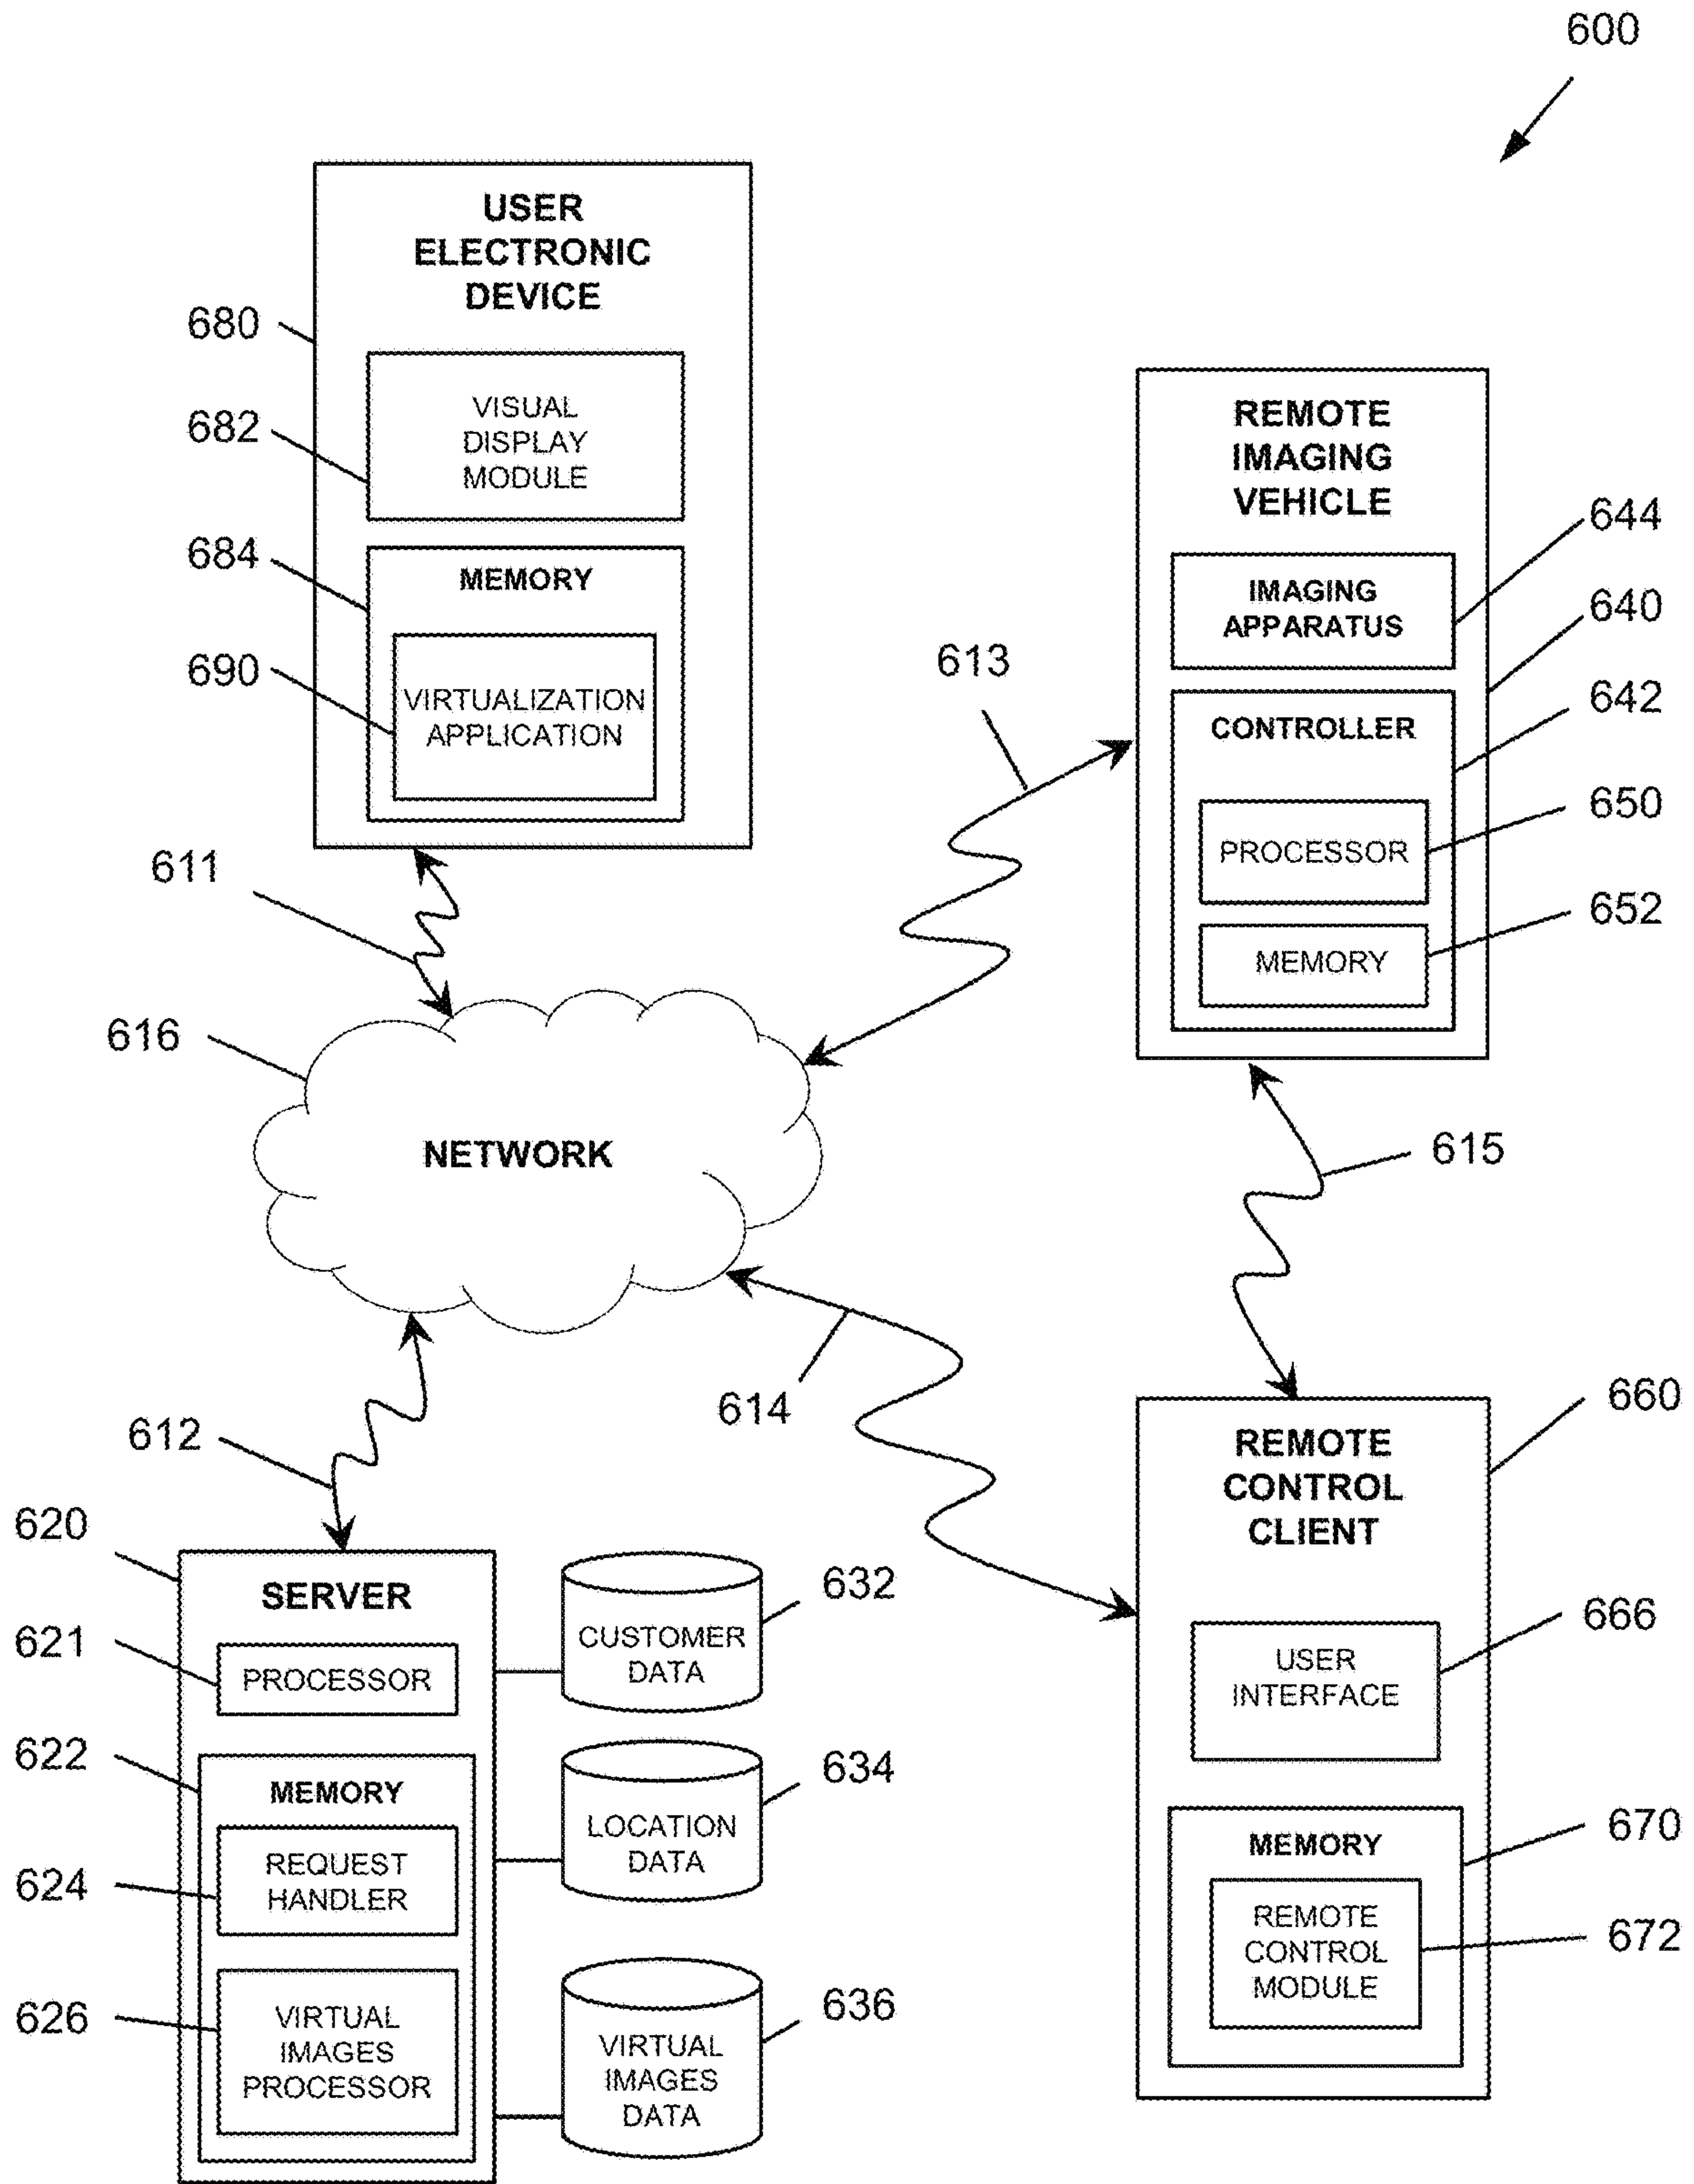 600
USER
ELECTRONIC
DEVICE
680
VISUAL
DISPLAY
MODULE
682
684
MEMORY
690
VIRTUALIZATION
APPLICATION
REMOTE
IMAGING
VEHICLE
644
IMAGING
APPARATUS
640
642
CONTROLLER
650
PROCESSOR
652
MEMORY
613
611
616
NETWORK
615
614
612
620
SERVER
621
PROCESSOR
622
MEMORY
624
REQUEST
HANDLER
626
VIRTUAL
IMAGES
PROCESSOR
632
CUSTOMER
DATA
634
LOCATION
DATA
636
VIRTUAL
IMAGES
DATA
660
REMOTE
CONTROL
CLIENT
666
USER
INTERFACE
670
MEMORY
672
REMOTE
CONTROL
MODULE